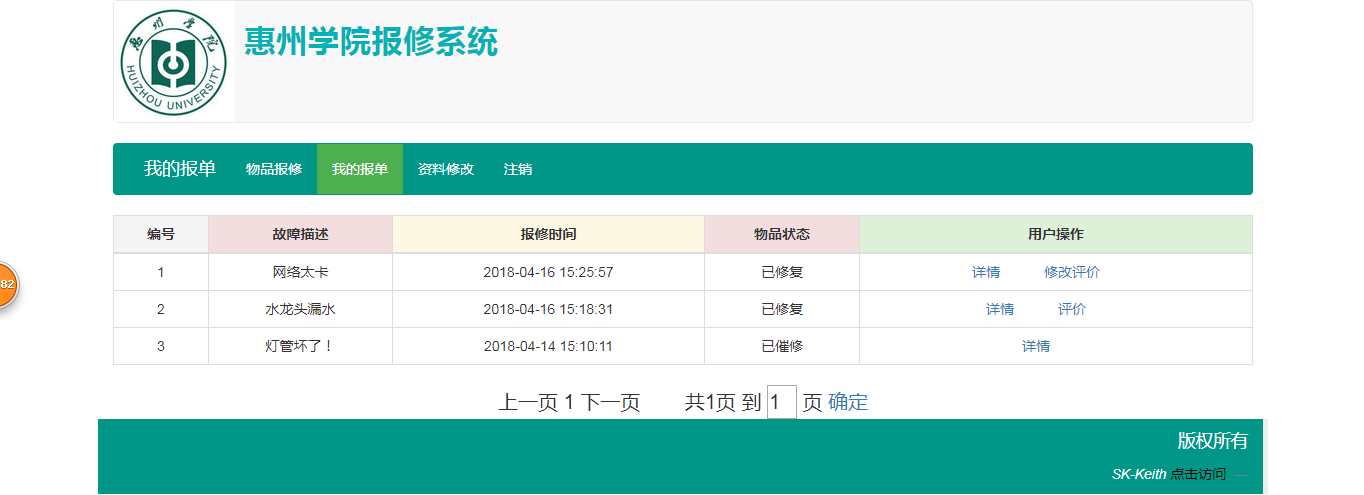 惠州学院
HUIZHOU UNIVERSITY
惠州学院报修系统
我的报单 物品报修 我的报单 资料修改 注销
编号 故障描述 报修时间 物品状态 用户操作
1 网络太卡 2018-04-16 15:25:57 已修复 详情 修改评价
2 水龙头漏水 2018-04-16 15:18:31 已修复 详情 评价
3 灯管坏了！ 2018-04-14 15:10:11 已催修 详情
82
上一页 1 下一页 共1页 到 1 页 确定
版权所有
SK-Keith 点击访问